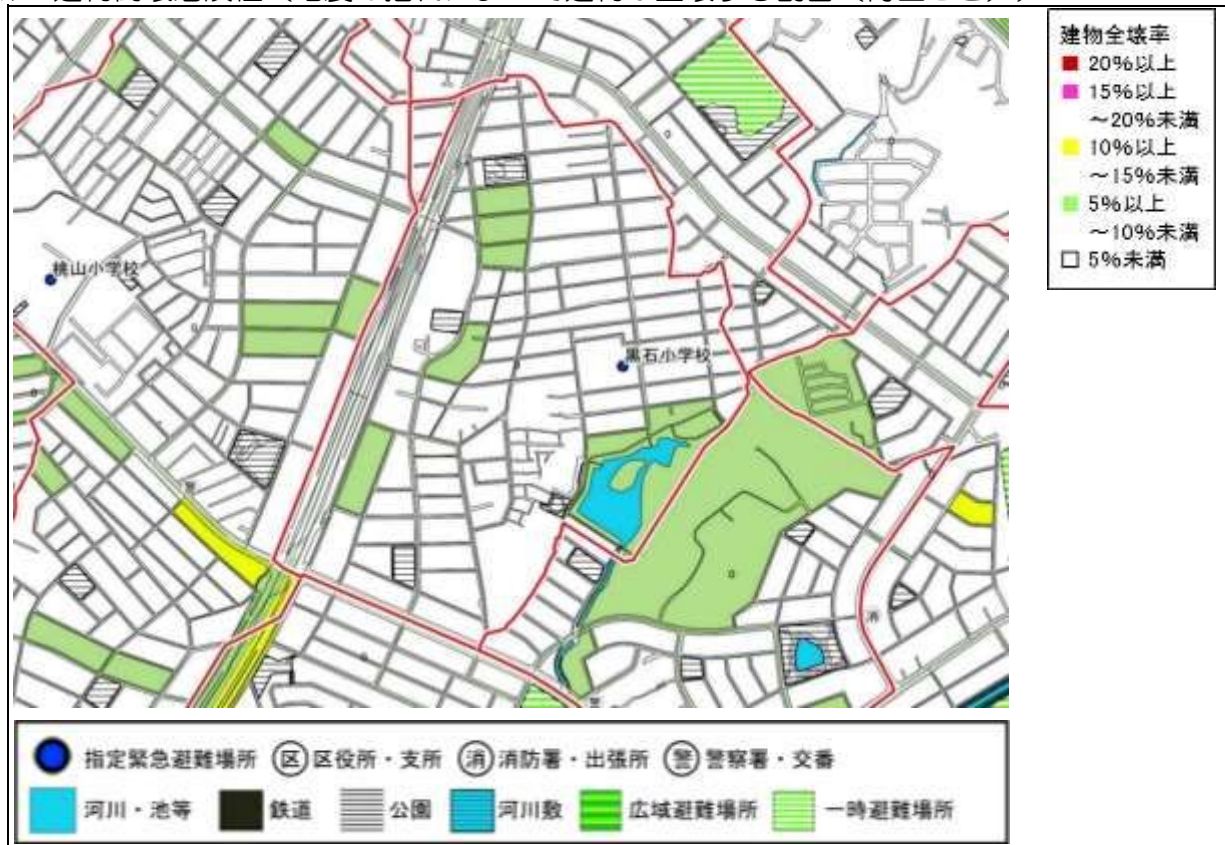 建物全壊率
20%以上
15%以上
～20%未満
10%以上
～15%未満
5%以上
～10%未満
5%未満
桃山小学校
黒石小学校
消
指定緊急避難場所 区 区役所・支所 消 消防署・出張所 警 警察署・交番
河川・池等 鉄道 公園 河川敷 広域避難場所 一時避難場所